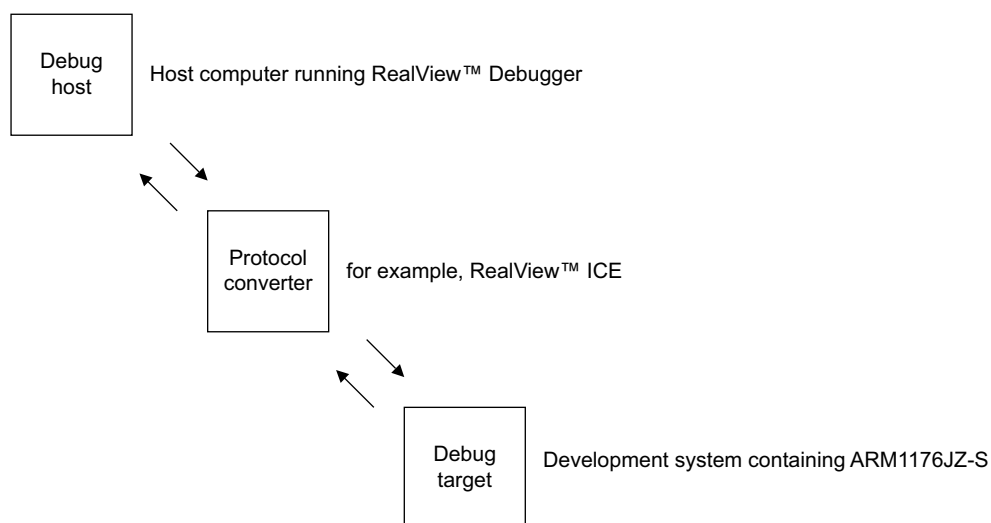 Debug
host
Host computer running RealView™ Debugger
Protocol
converter
for example, RealView™ ICE
Debug
target
Development system containing ARM1176JZ-S